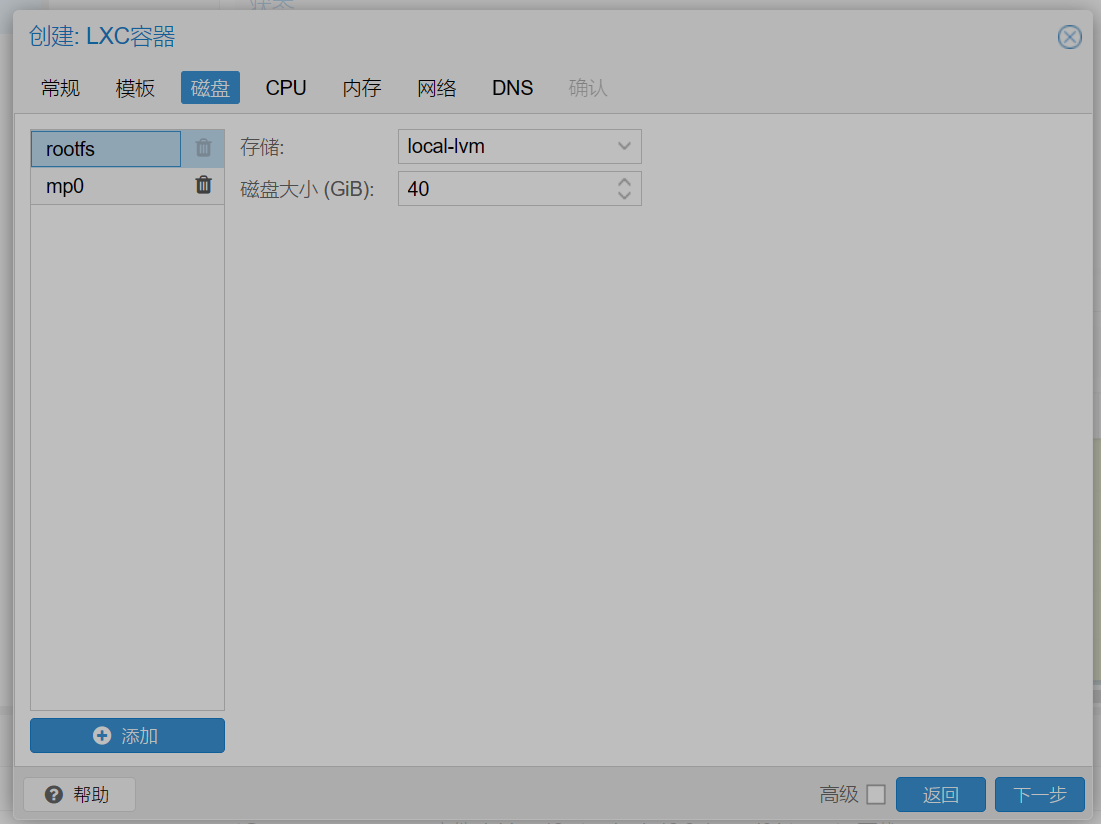 创建: LXC容器
常规 模板 磁盘 CPU 内存 网络 DNS 确认
rootfs
mp0
存储: local-lvm
磁盘大小 (GiB): 40
添加
帮助 高级 返回 下一步